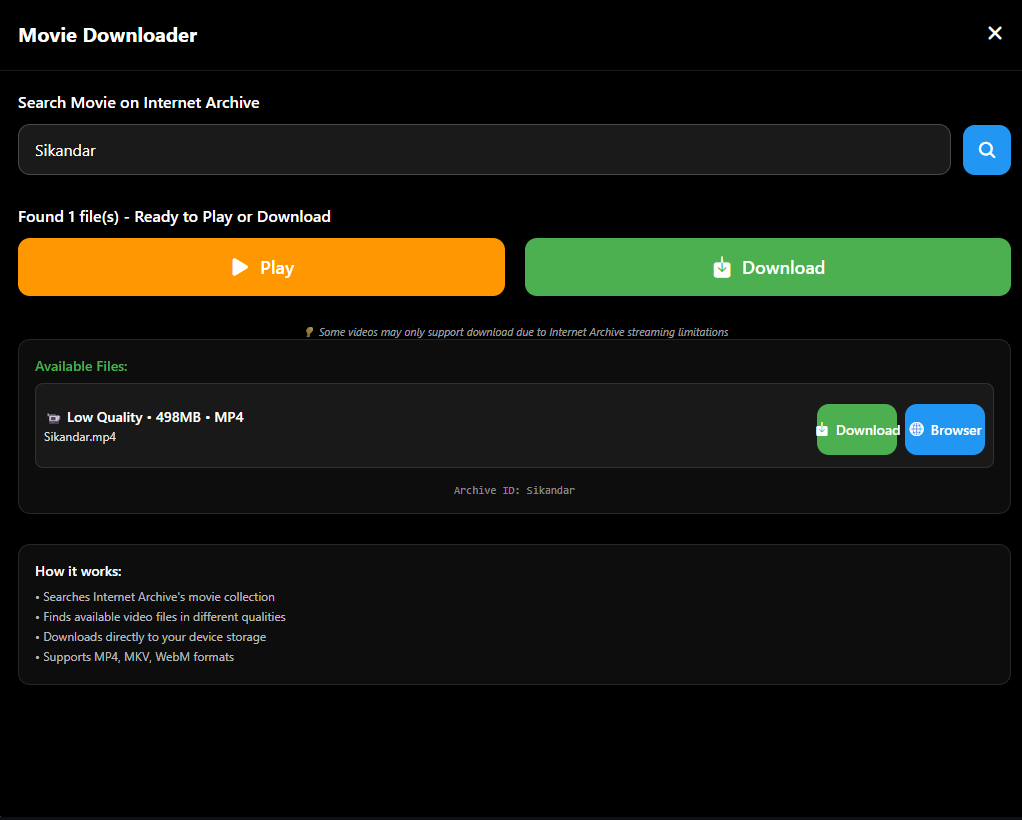 Movie Downloader
Search Movie on Internet Archive
Sikandar
Found 1 file(s) - Ready to Play or Download
Play
Download
Some videos may only support download due to Internet Archive streaming limitations
Available Files:
Low Quality • 498MB • MP4
Sikandar.mp4
Download
Browser
Archive ID: Sikandar
How it works:
• Searches Internet Archive's movie collection
• Finds available video files in different qualities
• Downloads directly to your device storage
• Supports MP4, MKV, WebM formats